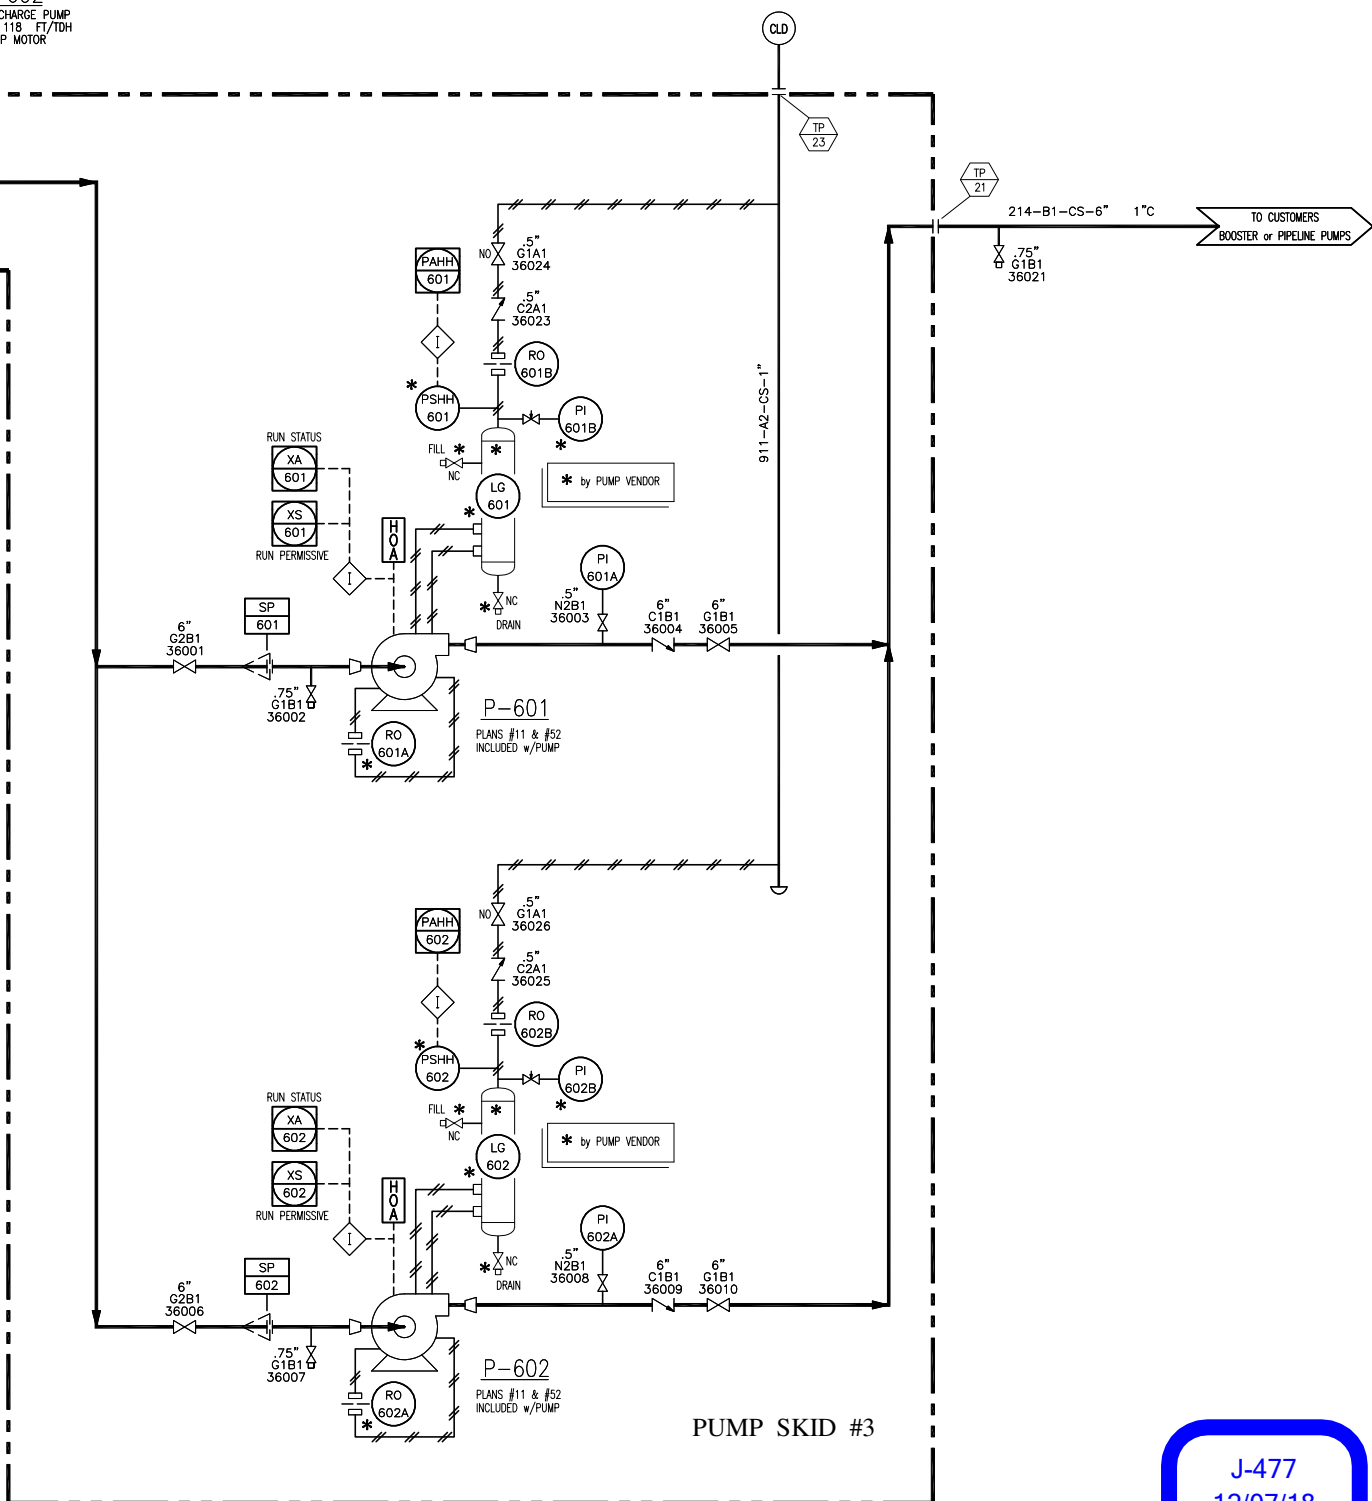 CHARGE PUMP
118 FT/TDH
P MOTOR
CLD
TP
23
TP
21
214-B1-CS-6" 1"C
TO CUSTOMERS
BOOSTER or PIPELINE PUMPS
.75"
G1B1
36021
911-A2-CS-1"
NO
.5"
G1A1
36024
PAHH
601
.5"
C2A1
36023
I
RO
601B
*
PSHH
601
PI
601B
*
RUN STATUS
XA
601
FILL *
NC
*
LG
601
*
* by PUMP VENDOR
XS
601
RUN PERMISSIVE
HOA
I
PI
601A
* NC
DRAIN
.5"
N2B1
36003
6"
C1B1
36004
6"
G1B1
36005
SP
601
6"
G2B1
36001
.75"
G1B1
36002
P-601
PLANS #11 & #52
INCLUDED w/PUMP
RO
601A
*
NO
.5"
G1A1
36026
PAHH
602
.5"
C2A1
36025
I
RO
602B
*
PSHH
602
PI
602B
*
RUN STATUS
XA
602
FILL *
NC
*
LG
602
*
* by PUMP VENDOR
XS
602
RUN PERMISSIVE
HOA
I
PI
602A
* NC
DRAIN
.5"
N2B1
36008
6"
C1B1
36009
6"
G1B1
36010
SP
602
6"
G2B1
36006
.75"
G1B1
36007
P-602
PLANS #11 & #52
INCLUDED w/PUMP
RO
602A
*
PUMP SKID #3
J-477
12/07/18